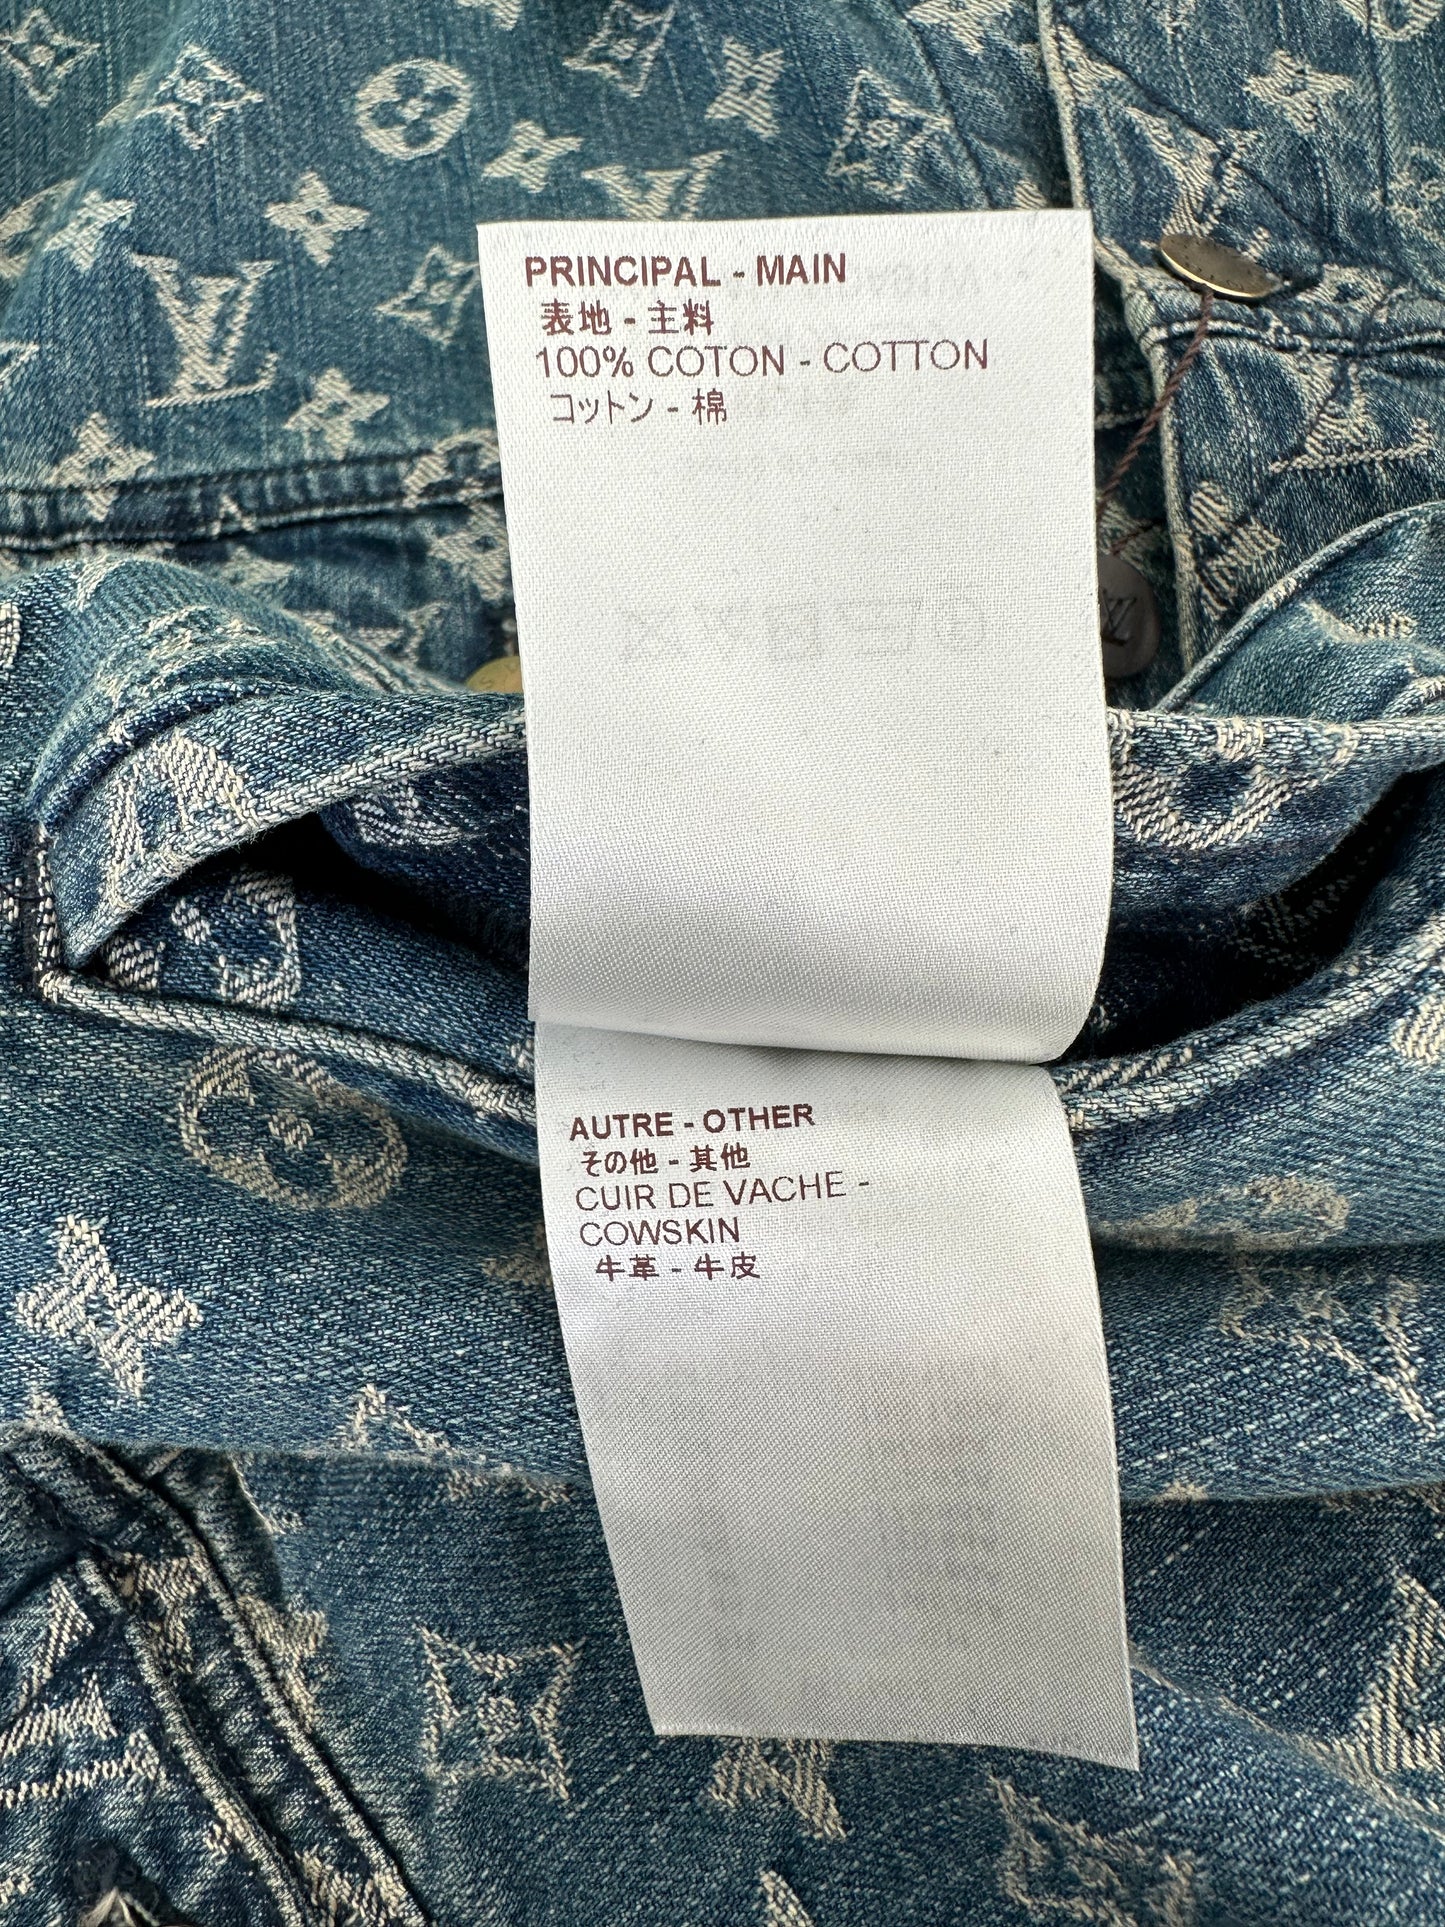 PRINCIPAL - MAIN
表地 - 主料
100% COTON - COTTON
コットン - 棉
AUTRE - OTHER
その他 - 其他
CUIR DE VACHE -
COWSKIN
牛革 - 牛皮